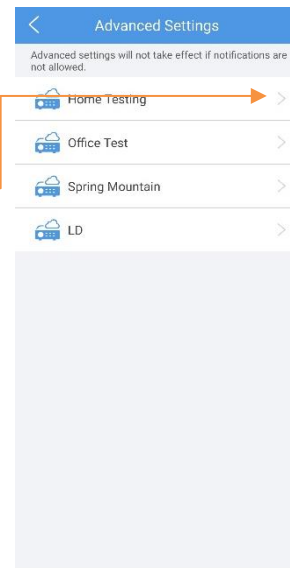 Advanced Settings
Advanced settings will not take effect if notifications are
not allowed.
Home Testing
Office Test
Spring Mountain
LD